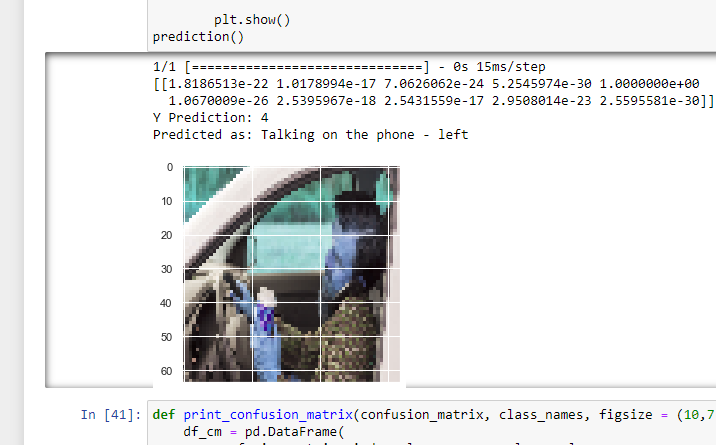 plt.show()
prediction()
1/1 [==============================] - 0s 15ms/step
[[1.8186513e-22 1.0178994e-17 7.0626062e-24 5.2545974e-30 1.0000000e+00
1.0670009e-26 2.5395967e-18 2.5431559e-17 2.9508014e-23 2.5595581e-30]]
Y Prediction: 4
Predicted as: Talking on the phone - left
0
10
20
30
40
50
60
In [41]: def print_confusion_matrix(confusion_matrix, class_names, figsize = (10,7
df_cm = pd.DataFrame(